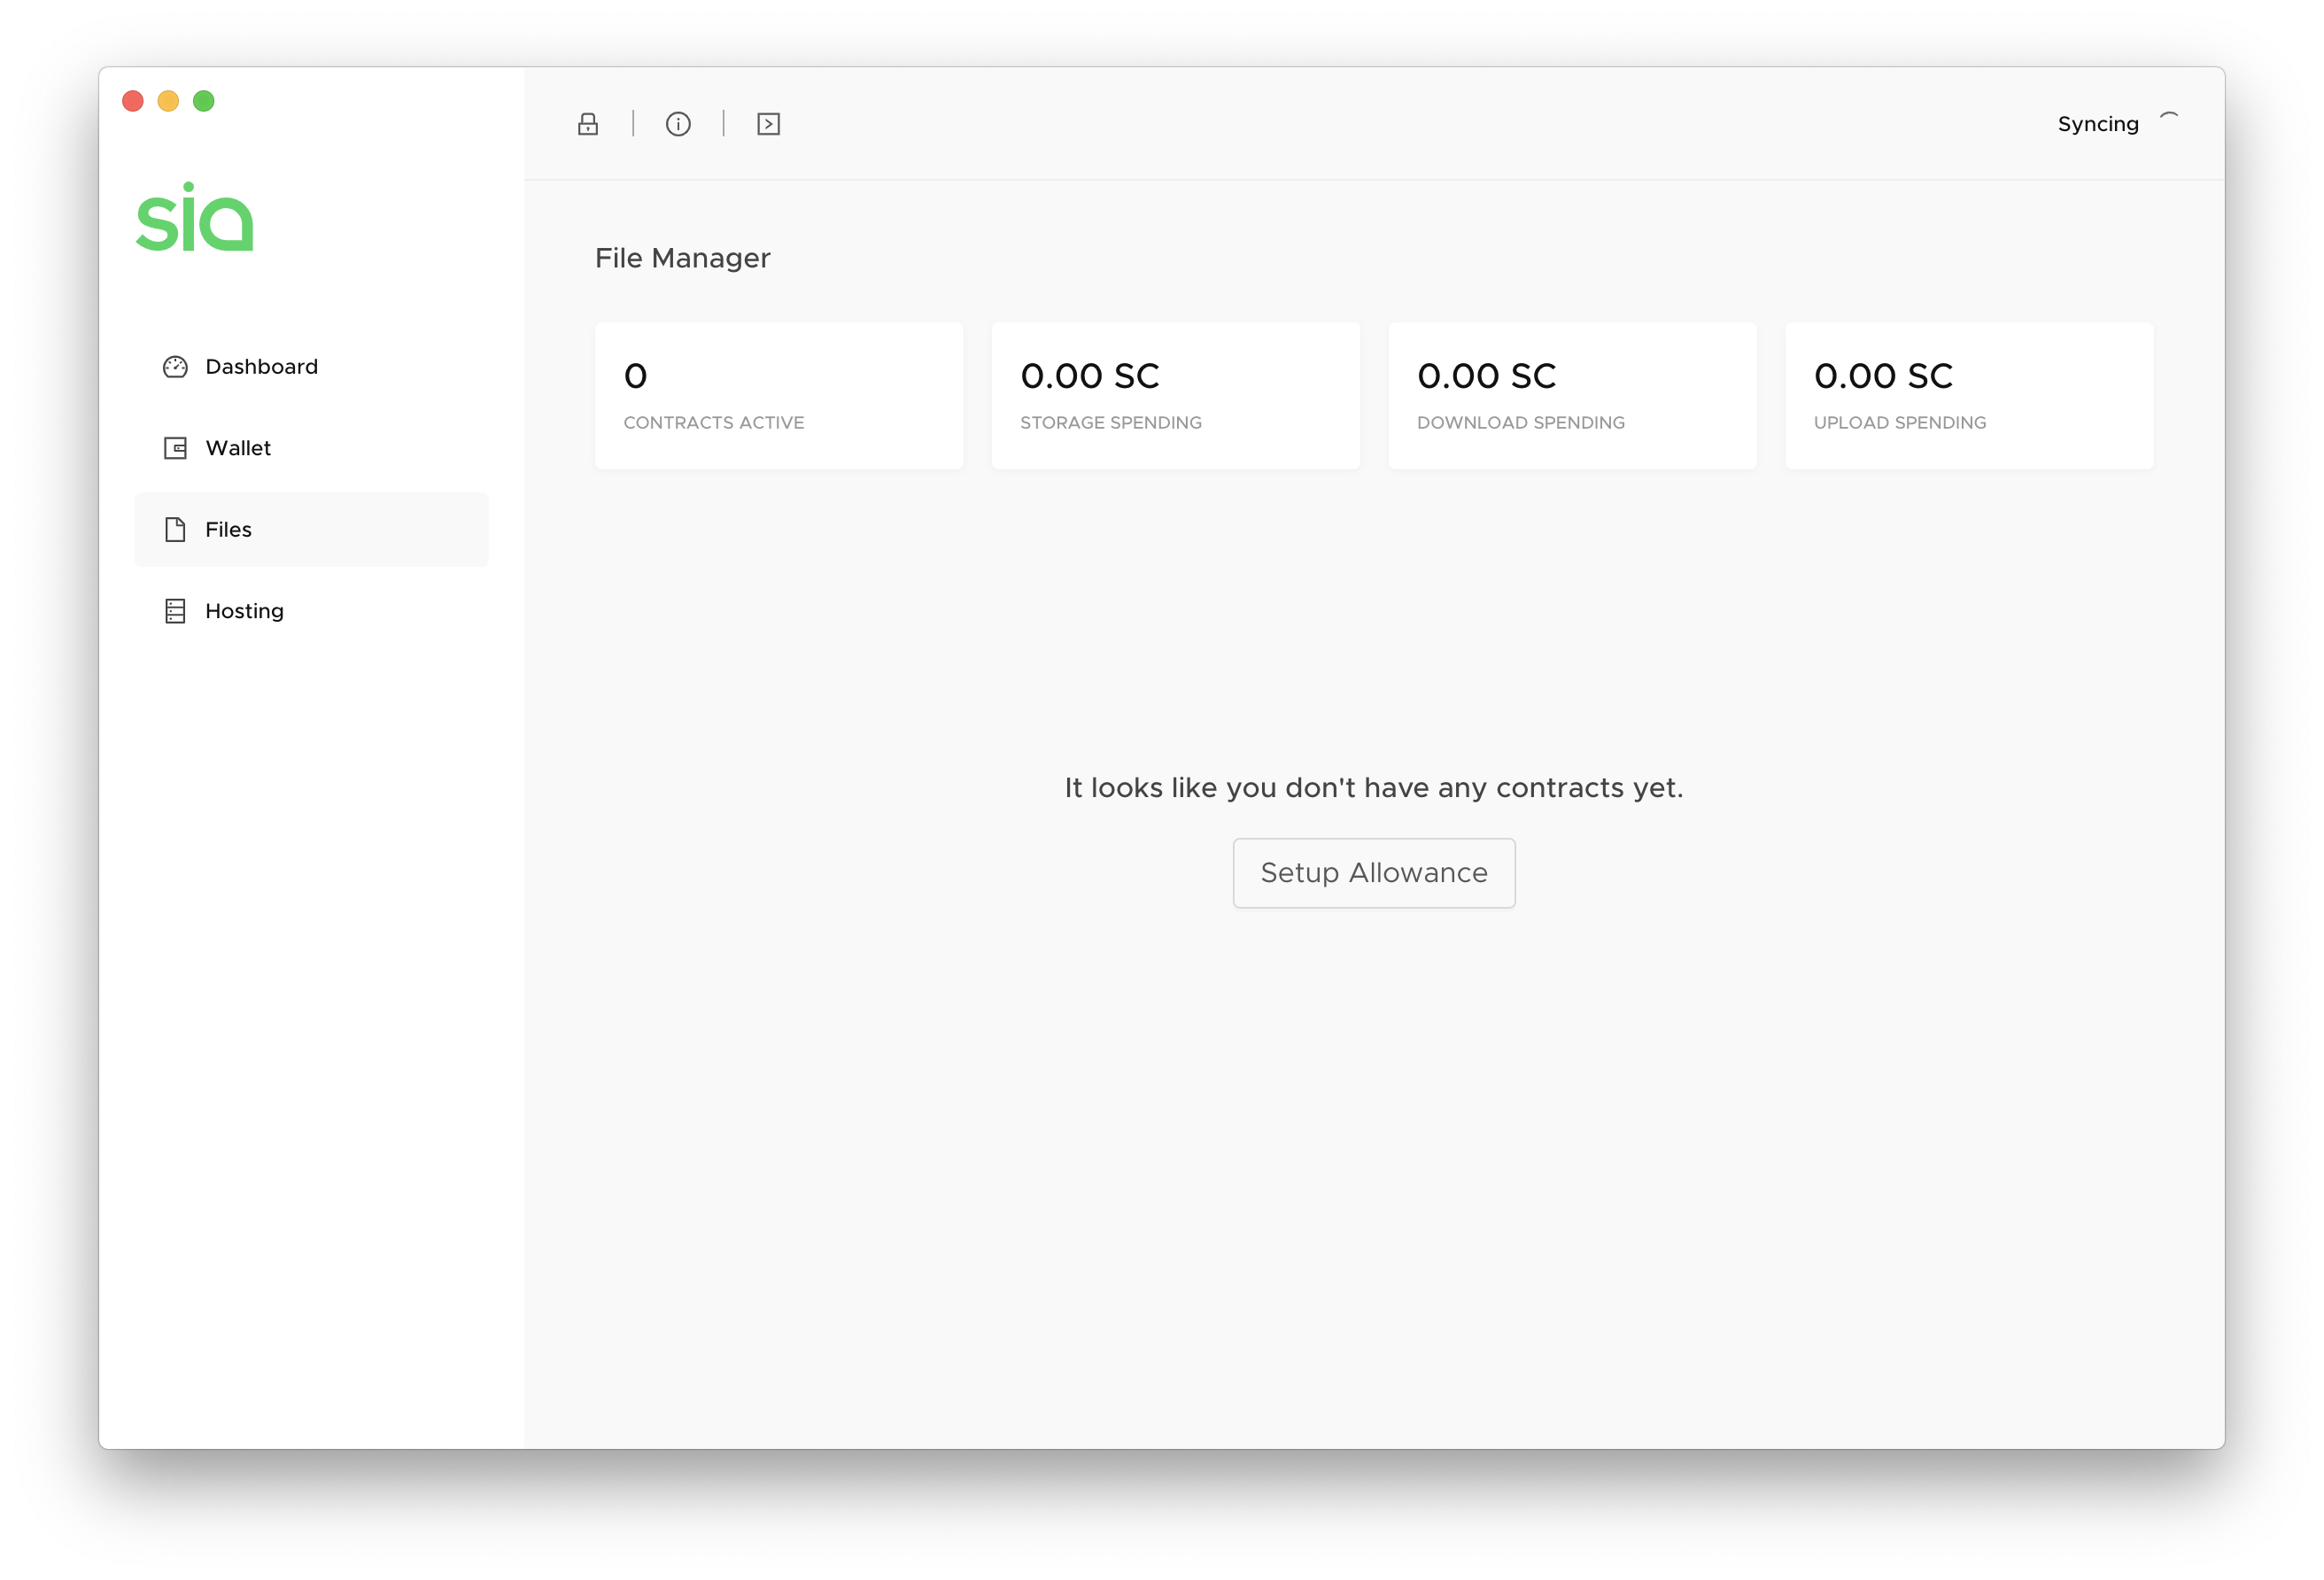 Syncing
sia
Dashboard
Wallet
Files
Hosting
File Manager
0
CONTRACTS ACTIVE
0.00 SC
STORAGE SPENDING
0.00 SC
DOWNLOAD SPENDING
0.00 SC
UPLOAD SPENDING
It looks like you don't have any contracts yet.
Setup Allowance